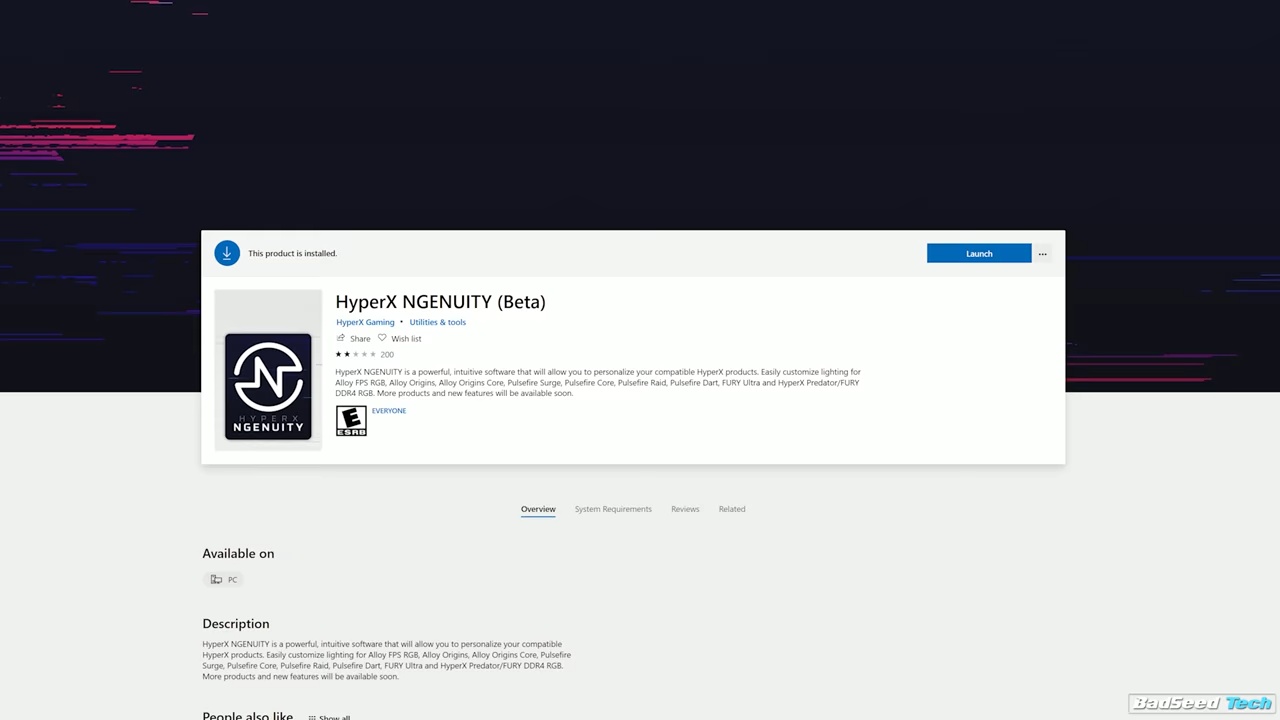 This product is installed.
Launch
HyperX NGENUITY (Beta)
HyperX Gaming • Utilities & tools
Share Wish list
200
HyperX NGENUITY is a powerful, intuitive software that will allow you to personalize your compatible HyperX products. Easily customize lighting for
Alloy FPS RGB, Alloy Origins, Alloy Origins Core, Pulsefire Surge, Pulsefire Core, Pulsefire Raid, Pulsefire Dart, FURY Ultra and HyperX Predator/FURY
DDR4 RGB. More products and new features will be available soon.
E
ESRB
EVERYONE
HYPERX
NGENUITY
Overview System Requirements Reviews Related
Available on
PC
Description
HyperX NGENUITY is a powerful, intuitive software that will allow you to personalize your compatible
HyperX products. Easily customize lighting for Alloy FPS RGB, Alloy Origins, Alloy Origins Core, Pulsefire
Surge, Pulsefire Core, Pulsefire Raid, Pulsefire Dart, FURY Ultra and HyperX Predator/FURY DDR4 RGB.
More products and new features will be available soon.
People also like Show all
BadSeed Tech